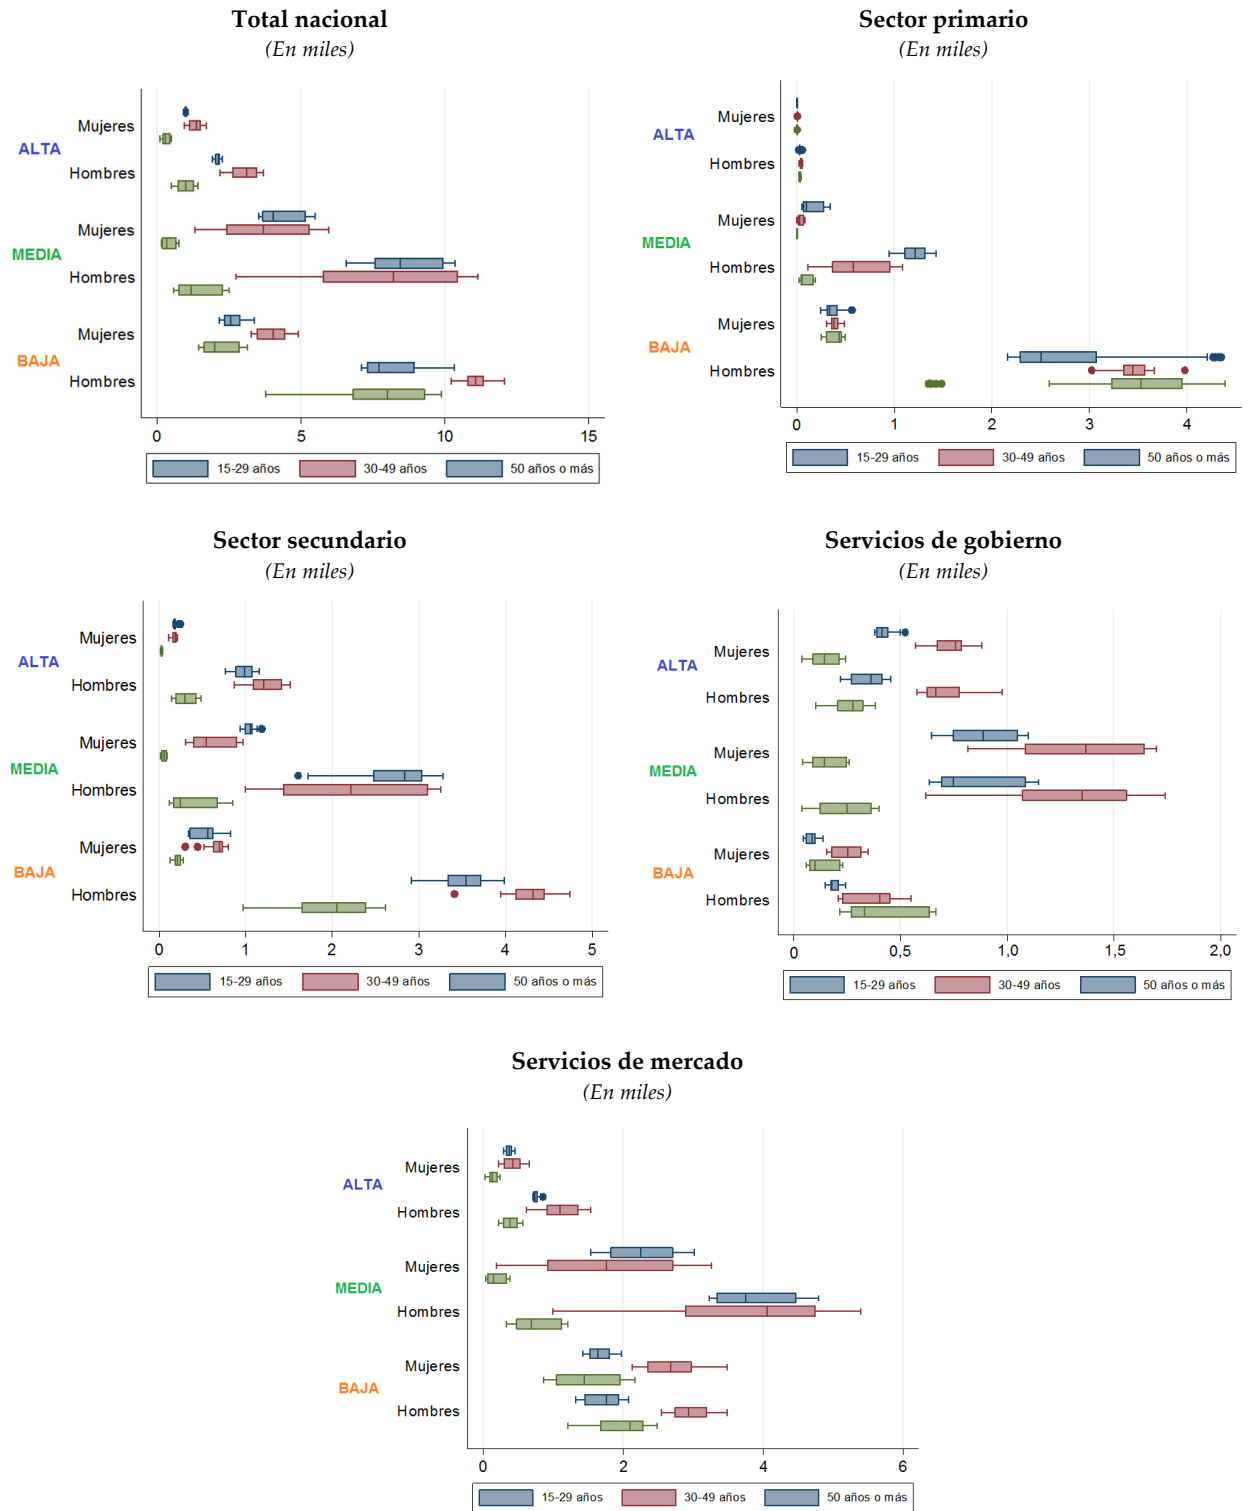 Total nacional
(En miles)
Mujeres
ALTA
Hombres
Mujeres
MEDIA
Hombres
Mujeres
BAJA
Hombres
0 5 10 15
15-29 años 30-49 años 50 años o más
Sector primario
(En miles)
Mujeres
ALTA
Hombres
Mujeres
MEDIA
Hombres
Mujeres
BAJA
Hombres
0 1 2 3 4
15-29 años 30-49 años 50 años o más
Sector secundario
(En miles)
Mujeres
ALTA
Hombres
Mujeres
MEDIA
Hombres
Mujeres
BAJA
Hombres
0 1 2 3 4 5
15-29 años 30-49 años 50 años o más
Servicios de gobierno
(En miles)
Mujeres
ALTA
Hombres
Mujeres
MEDIA
Hombres
Mujeres
BAJA
Hombres
0 0,5 1,0 1,5 2,0
15-29 años 30-49 años 50 años o más
Servicios de mercado
(En miles)
Mujeres
ALTA
Hombres
Mujeres
MEDIA
Hombres
Mujeres
BAJA
Hombres
0 2 4 6
15-29 años 30-49 años 50 años o más